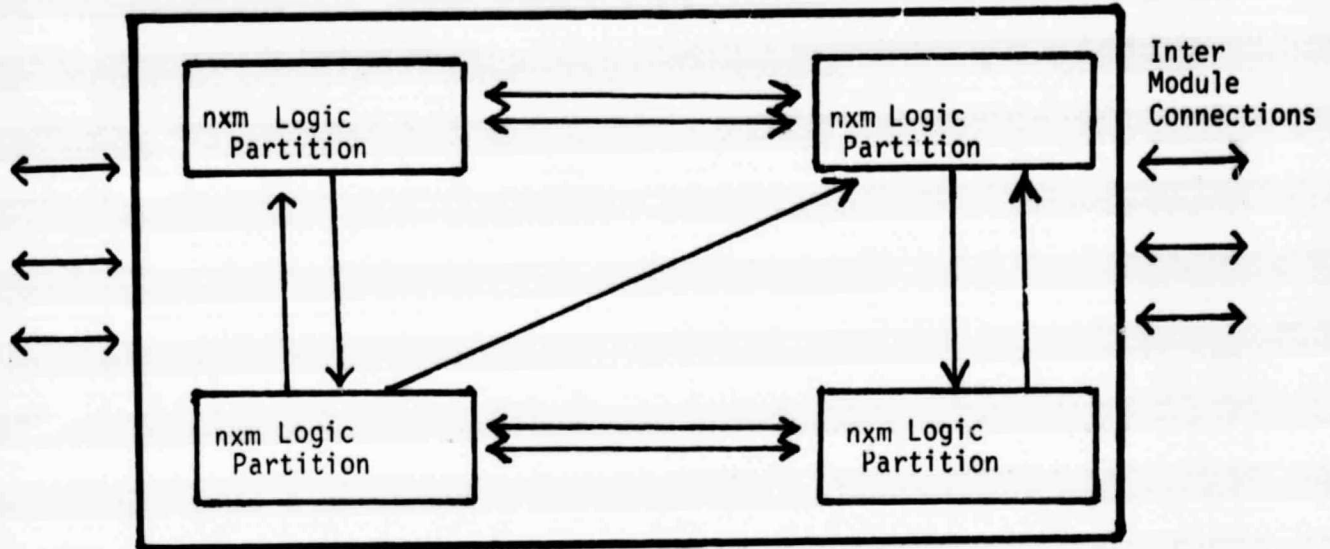 Inter
Module
Connections
nxm Logic
Partition
nxm Logic
Partition
nxm Logic
Partition
nxm Logic
Partition